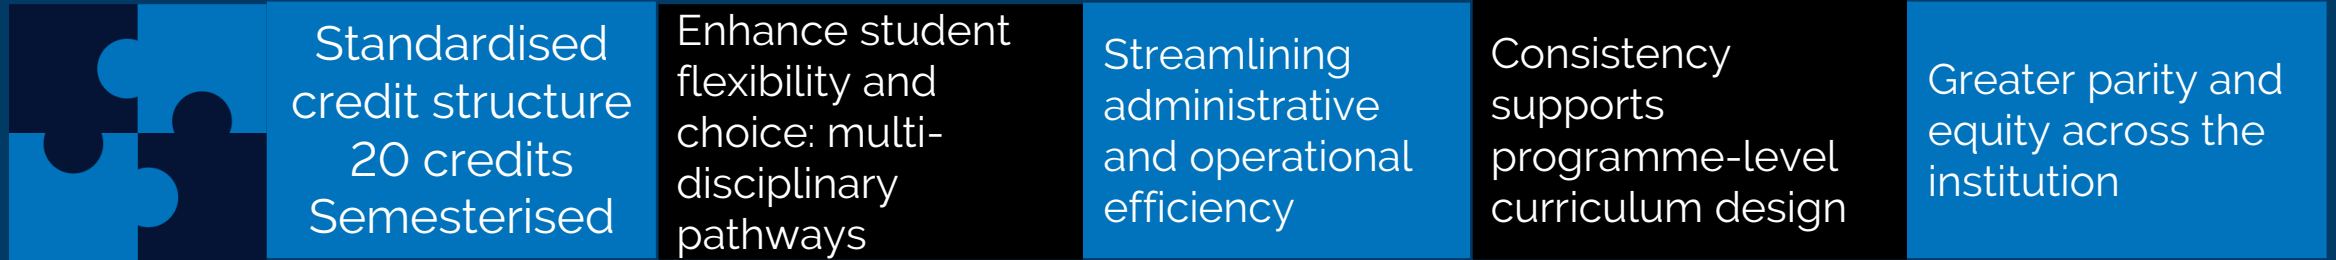 Standardised
credit structure
20 credits
Semesterised
Enhance student
flexibility and
choice: multi-
disciplinary
pathways
Streamlining
administrative
and operational
efficiency
Consistency
supports
programme-level
curriculum design
Greater parity and
equity across the
institution